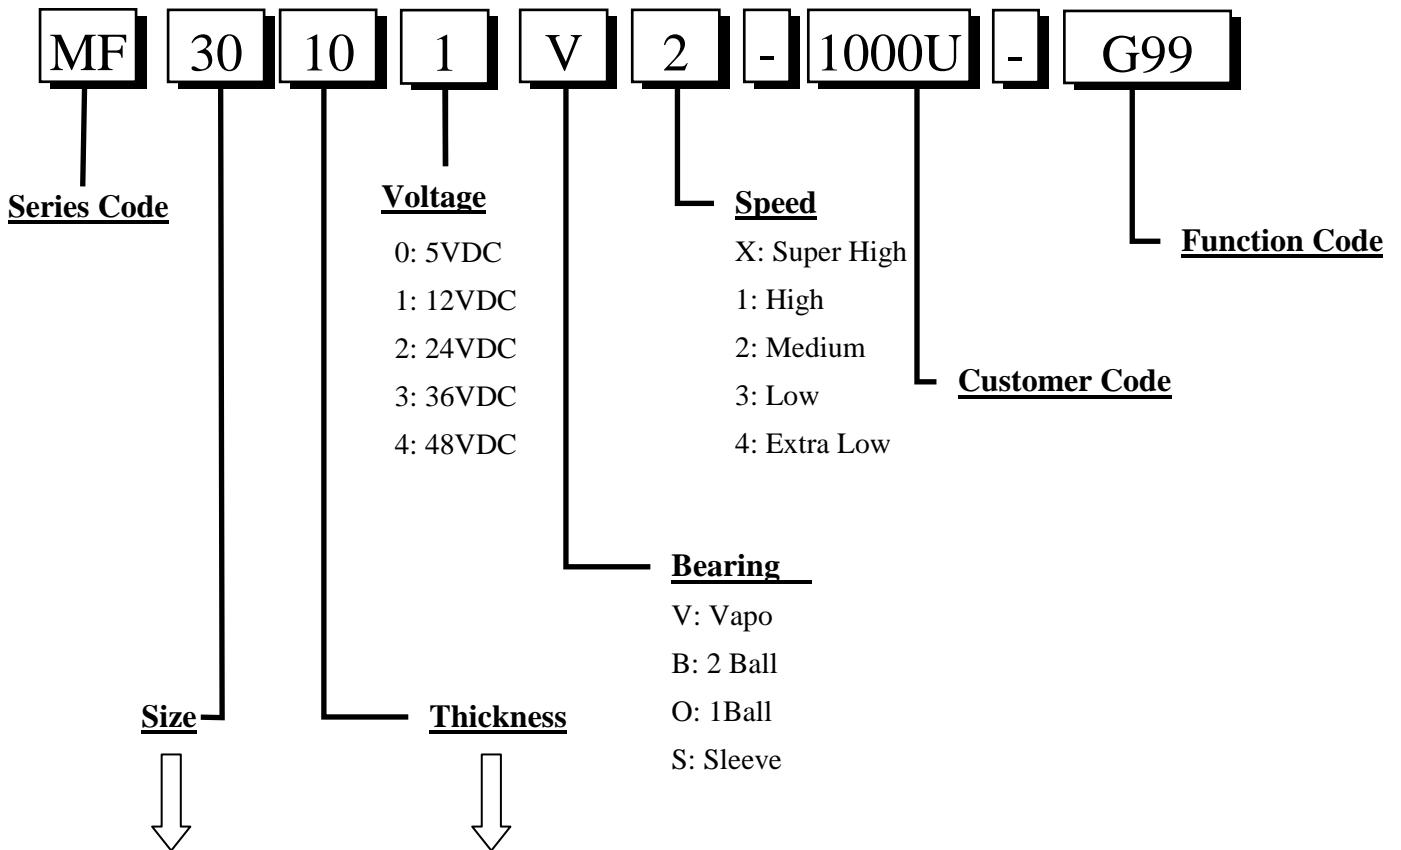 MF 30 10 1 V 2 - 1000U - G99
Series Code
Voltage
0: 5VDC
1: 12VDC
2: 24VDC
3: 36VDC
4: 48VDC
Speed
X: Super High
1: High
2: Medium
3: Low
4: Extra Low
Function Code
Customer Code
Bearing
V: Vapo
B: 2 Ball
O: 1Ball
S: Sleeve
Size
Thickness